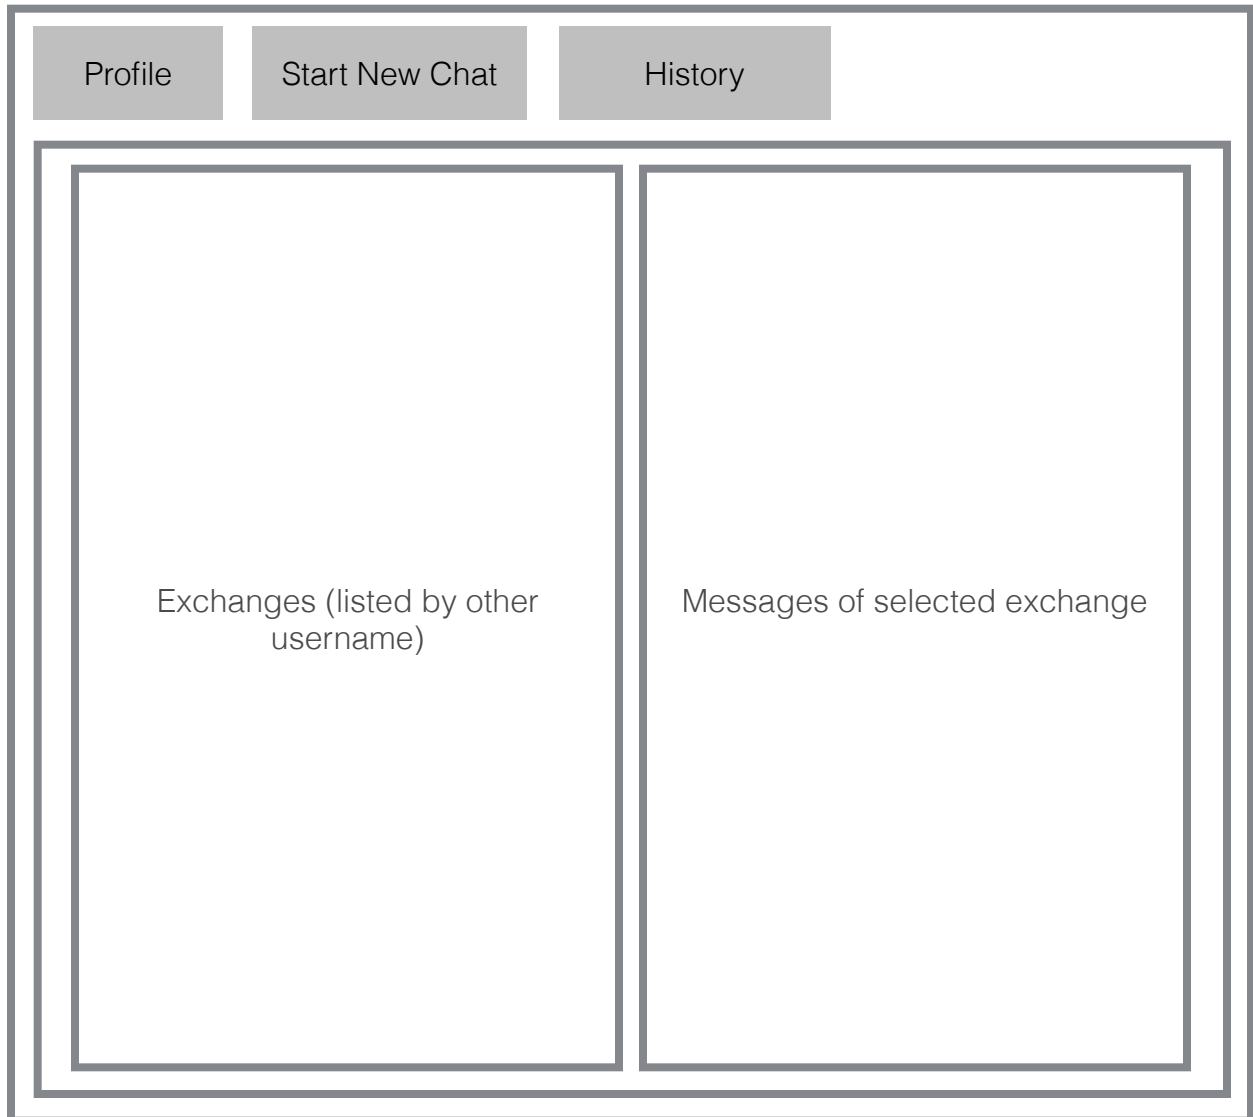 Profile
Start New Chat
History
Exchanges (listed by other
username)
Messages of selected exchange